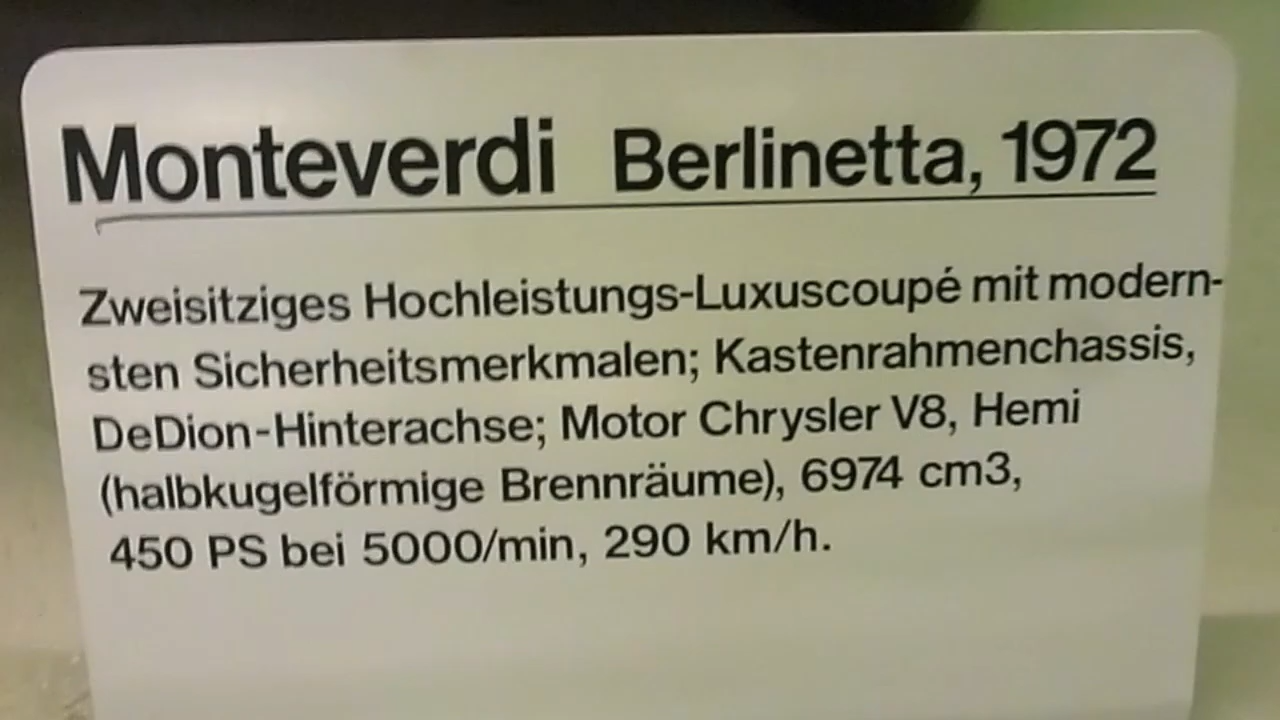 Monteverdi Berlinetta, 1972
Zweisitziges Hochleistungs-Luxuscoupé mit modern-
sten Sicherheitsmerkmalen; Kastenrahmenchassis,
DeDion-Hinterachse; Motor Chrysler V8, Hemi
(halbkugelförmige Brennräume), 6974 cm3,
450 PS bei 5000/min, 290 km/h.